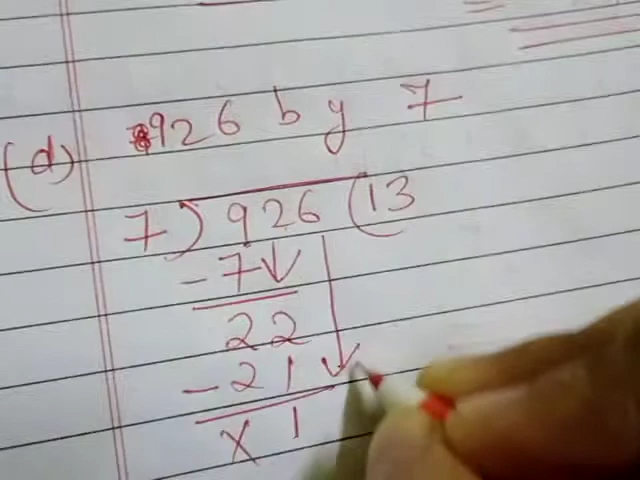 (d) 926 by 7
7) 926 (13
- 7↓
22
- 21↓
x 1